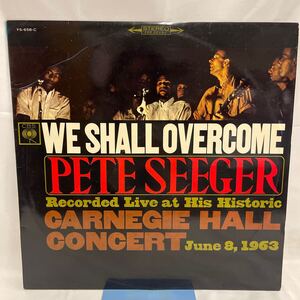 YS-658-C
STEREO
CBS
WE SHALL OVERCOME
PETE SEEGER
Recorded Live at His Historic
CARNEGIE HALL
CONCERT June 8, 1963